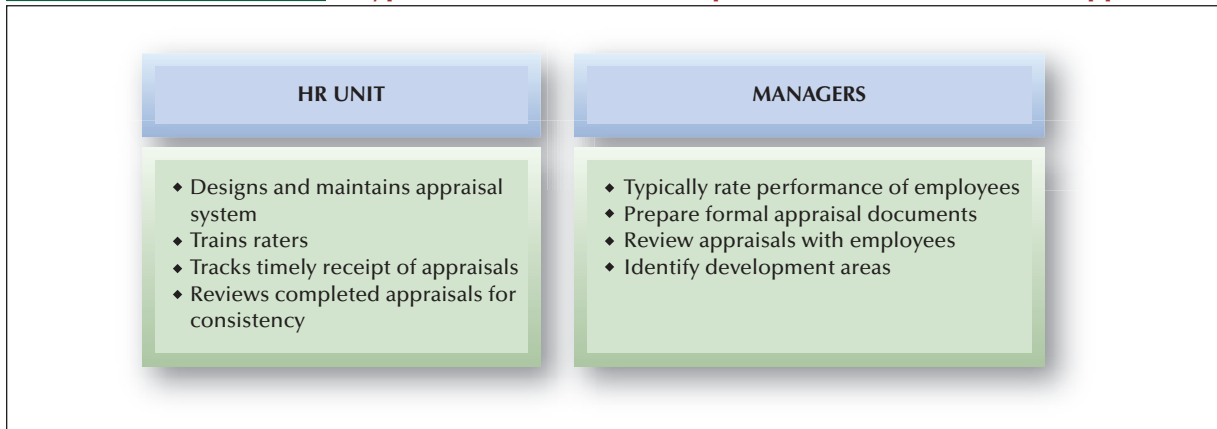 HR UNIT
◆ Designs and maintains appraisal
system
◆ Trains raters
◆ Tracks timely receipt of appraisals
◆ Reviews completed appraisals for
consistency
MANAGERS
◆ Typically rate performance of employees
◆ Prepare formal appraisal documents
◆ Review appraisals with employees
◆ Identify development areas